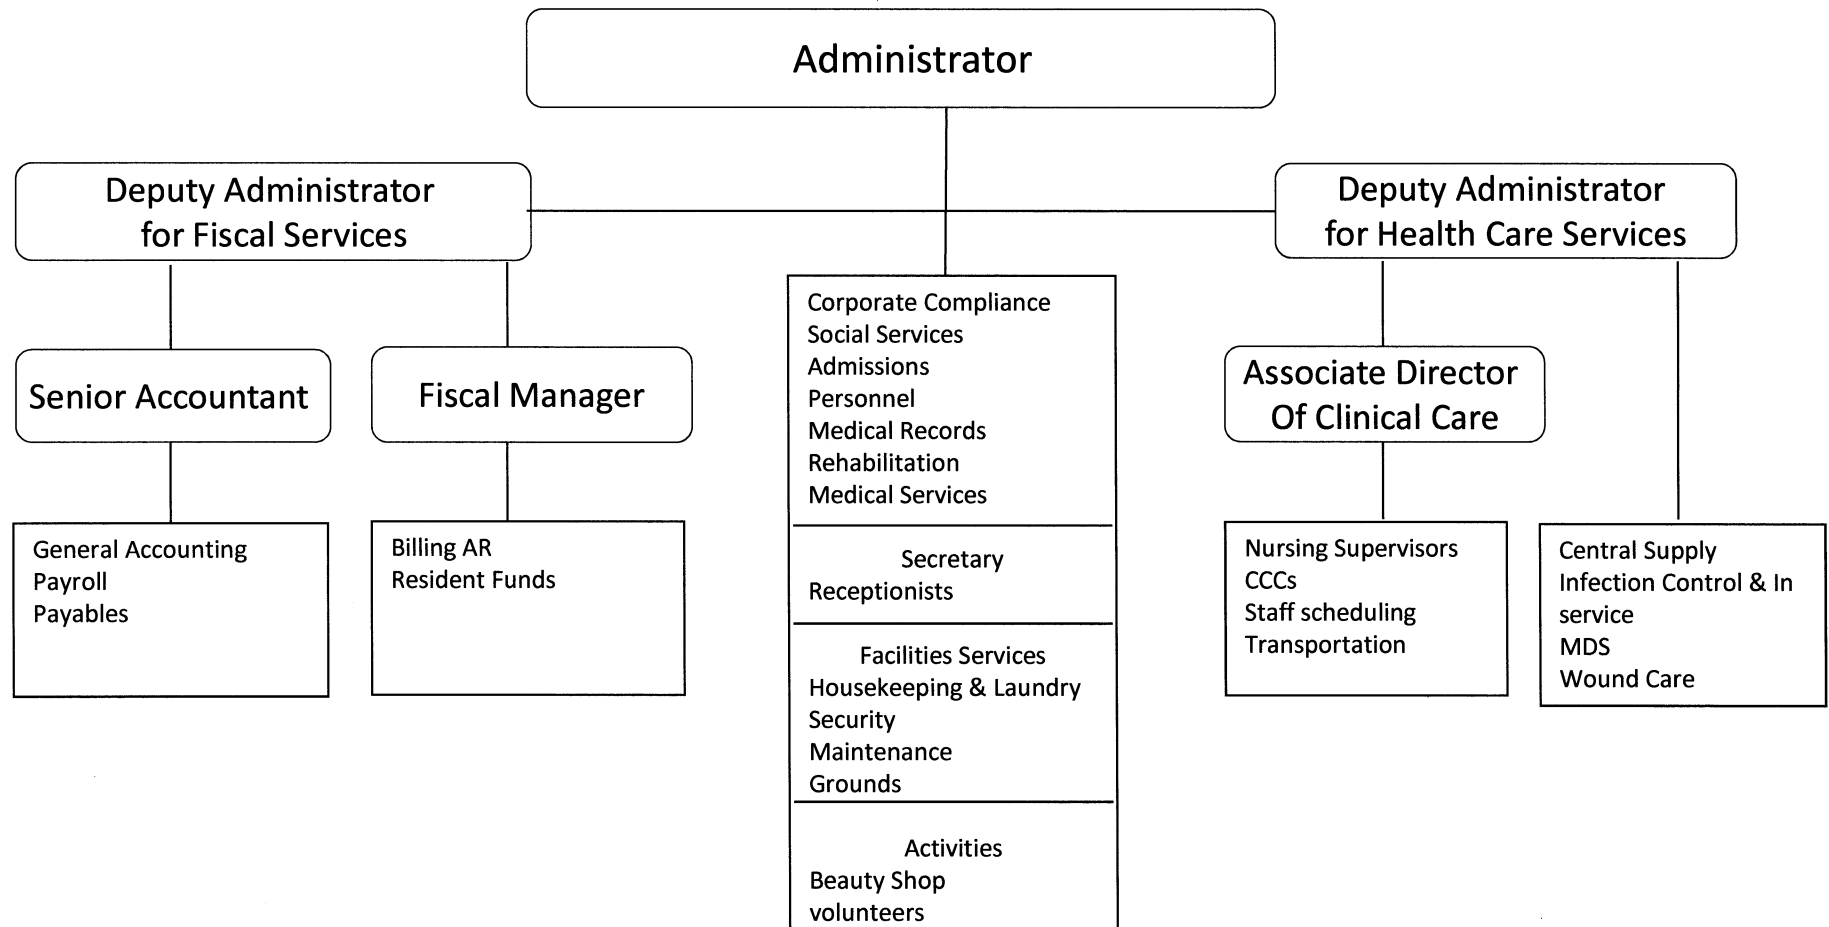 Administrator
Deputy Administrator
for Fiscal Services
Deputy Administrator
for Health Care Services
Senior Accountant
Fiscal Manager
Associate Director
Of Clinical Care
General Accounting
Payroll
Payables
Billing AR
Resident Funds
Corporate Compliance
Social Services
Admissions
Personnel
Medical Records
Rehabilitation
Medical Services
Secretary
Receptionists
Facilities Services
Housekeeping & Laundry
Security
Maintenance
Grounds
Activities
Beauty Shop
volunteers
Nursing Supervisors
CCCs
Staff scheduling
Transportation
Central Supply
Infection Control & In
service
MDS
Wound Care